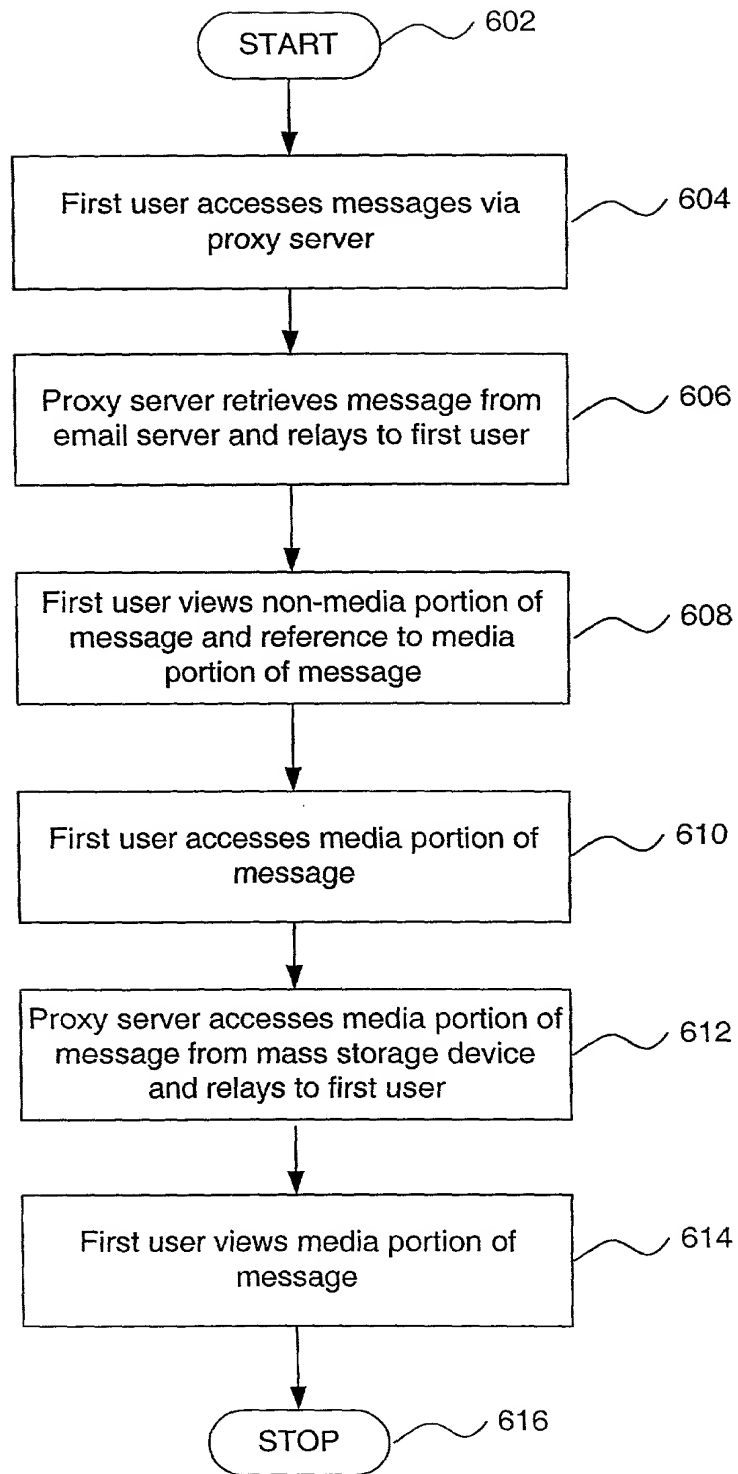 START
602
First user accesses messages via
proxy server
604
Proxy server retrieves message from
email server and relays to first user
606
First user views non-media portion of
message and reference to media
portion of message
608
First user accesses media portion of
message
610
Proxy server accesses media portion of
message from mass storage device
and relays to first user
612
First user views media portion of
message
614
STOP
616